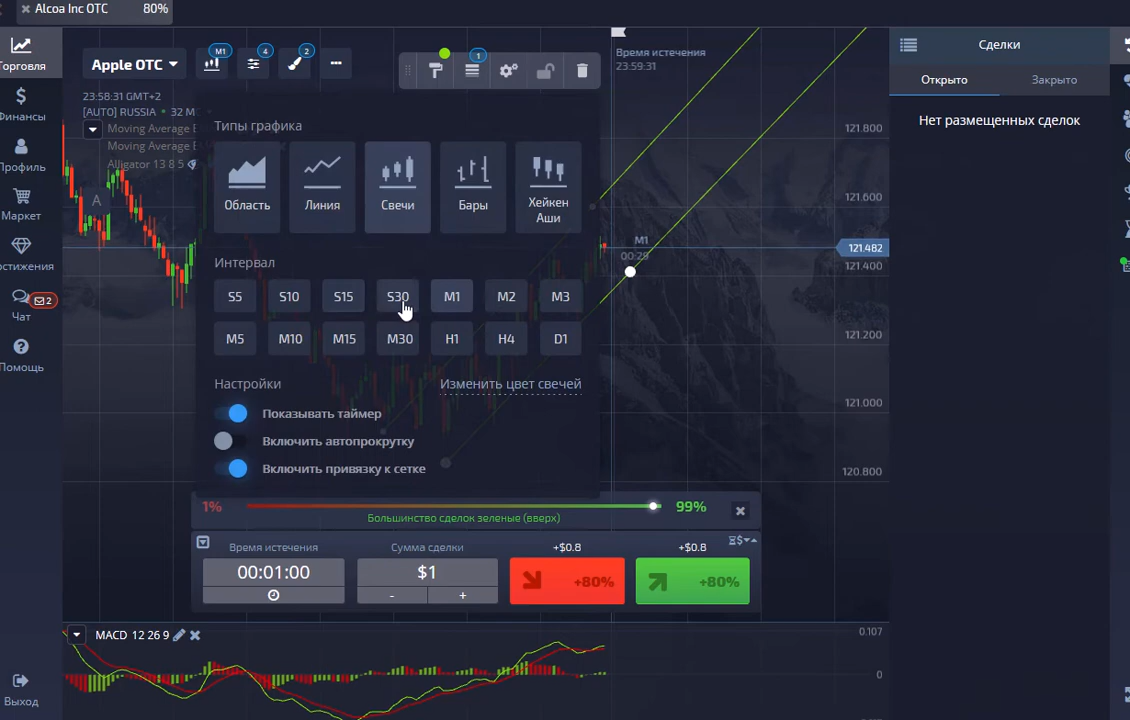 Alcoa Inc OTC 80%
Торговля
Финансы
Профиль
Маркет
остижения
Чат
2
Помощь
Выход
Apple OTC
M1
4
2
1
23:58:31 GMT+2
[AUTO] RUSSIA • 32 M
Moving Average E
Moving Average B
Alligator 13 8 5
A
Типы графика
Область
Линия
Свечи
Бары
Хейкен
Аши
Интервал
S5 S10 S15 S30 M1 M2 M3
M5 M10 M15 M30 H1 H4 D1
Настройки
Изменить цвет свечей
Показывать таймер
Включить автопрокрутку
Включить привязку к сетке
Время истечения
23:59:31
M1
00:29
121.800
121.600
121.482
121.400
121.200
121.000
120.800
1% 99%
Большинство сделок зеленые (вверх)
Время истечения
00:01:00
Сумма сделки
$1
- +
+$0.8
+80%
+$0.8
+80%
MACD 12 26 9
0.107
0
Сделки
Открыто
Закрыто
Нет размещенных сделок